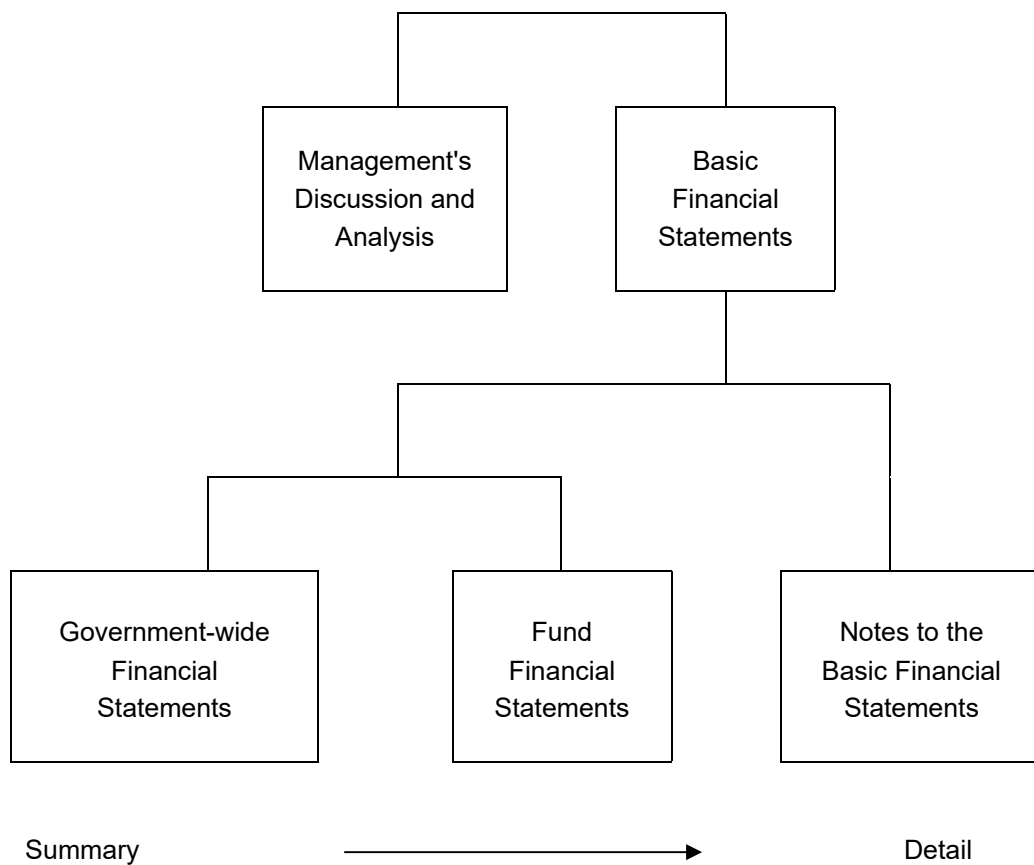 Management's
Discussion and
Analysis
Basic
Financial
Statements
Government-wide
Financial
Statements
Fund
Financial
Statements
Notes to the
Basic Financial
Statements
Summary
Detail